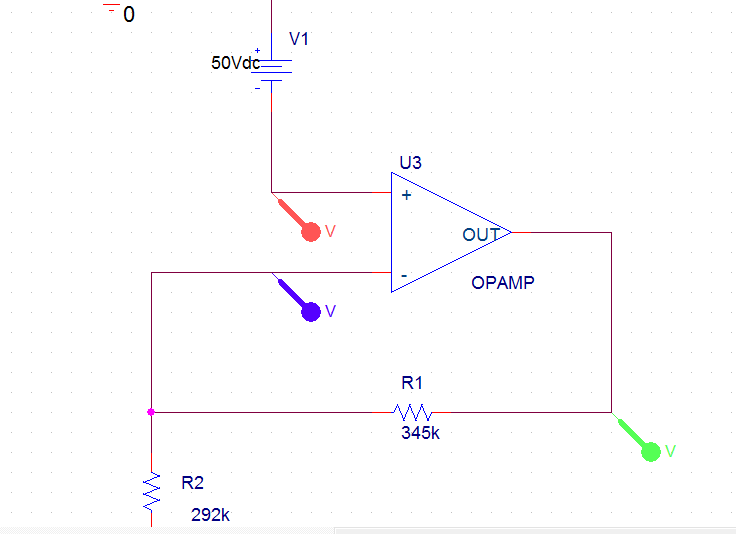 0
V1
50Vdc
+
-
U3
+
V
OUT
-
OPAMP
V
R1
345k
V
R2
292k